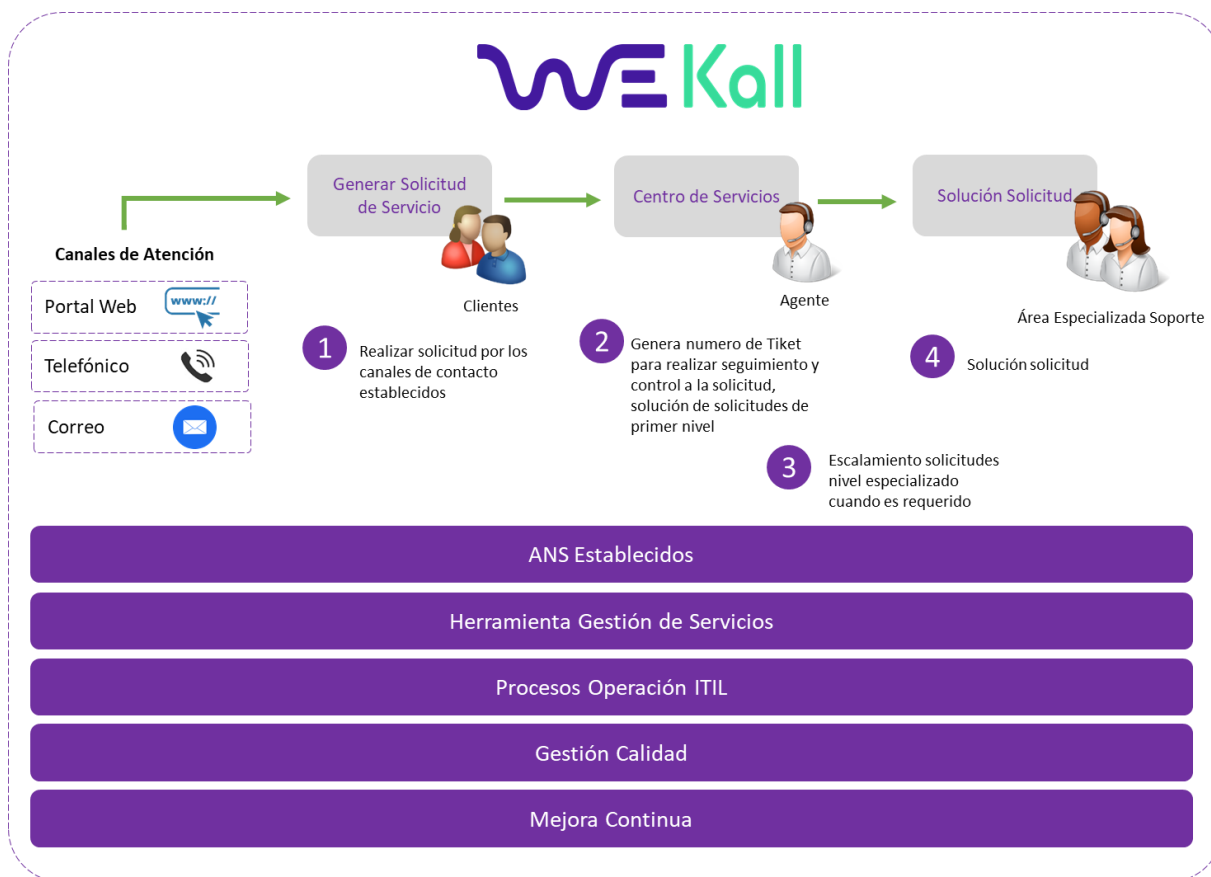 WE Kall
Generar Solicitud
de Servicio
Centro de Servicios
Solución Solicitud
Canales de Atención
Portal Web
www://
Telefónico
Correo
Clientes
Agente
Área Especializada Soporte
1
Realizar solicitud por los
canales de contacto
establecidos
2
Genera numero de Tiket
para realizar seguimiento y
control a la solicitud,
solución de solicitudes de
primer nivel
3
Escalamiento solicitudes
nivel especializado
cuando es requerido
4
Solución solicitud
ANS Establecidos
Herramienta Gestión de Servicios
Procesos Operación ITIL
Gestión Calidad
Mejora Continua